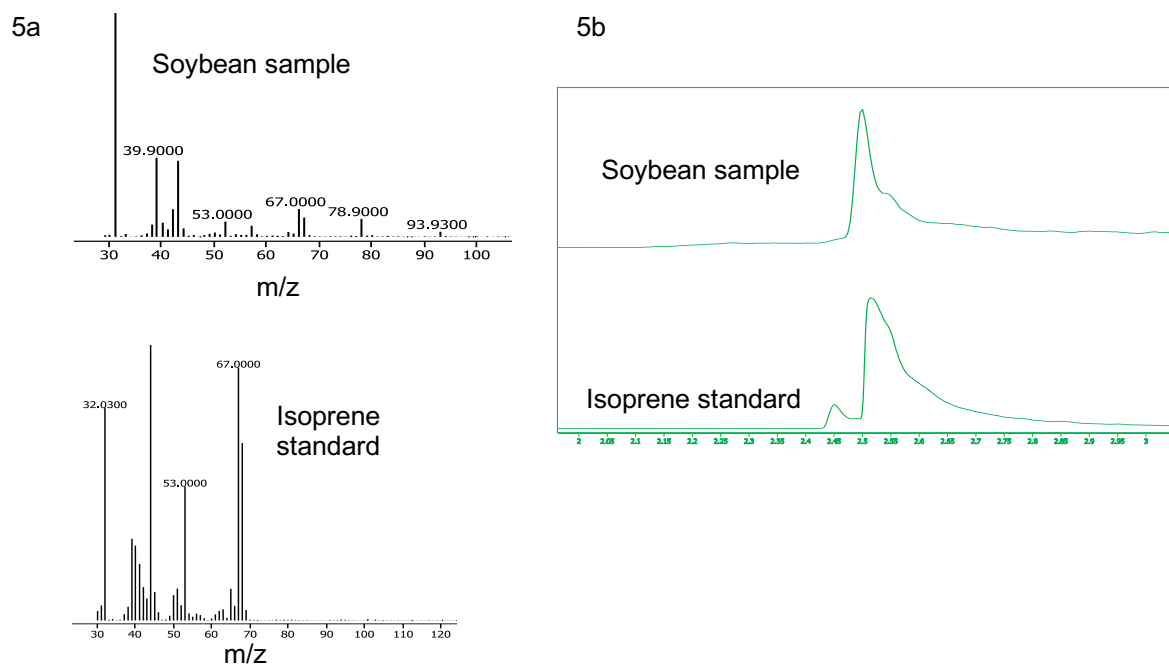 5a
Soybean sample
39.9000
53.0000
67.0000
78.9000
93.9300
30 40 50 60 70 80 90 100
m/z
32.0300
67.0000
53.0000
Isoprene
standard
30 40 50 60 70 80 90 100 110 120
m/z
5b
Soybean sample
Isoprene standard
2 2.05 2.1 2.15 2.2 2.25 2.3 2.35 2.4 2.45 2.5 2.55 2.6 2.65 2.7 2.75 2.8 2.85 2.9 2.95 3